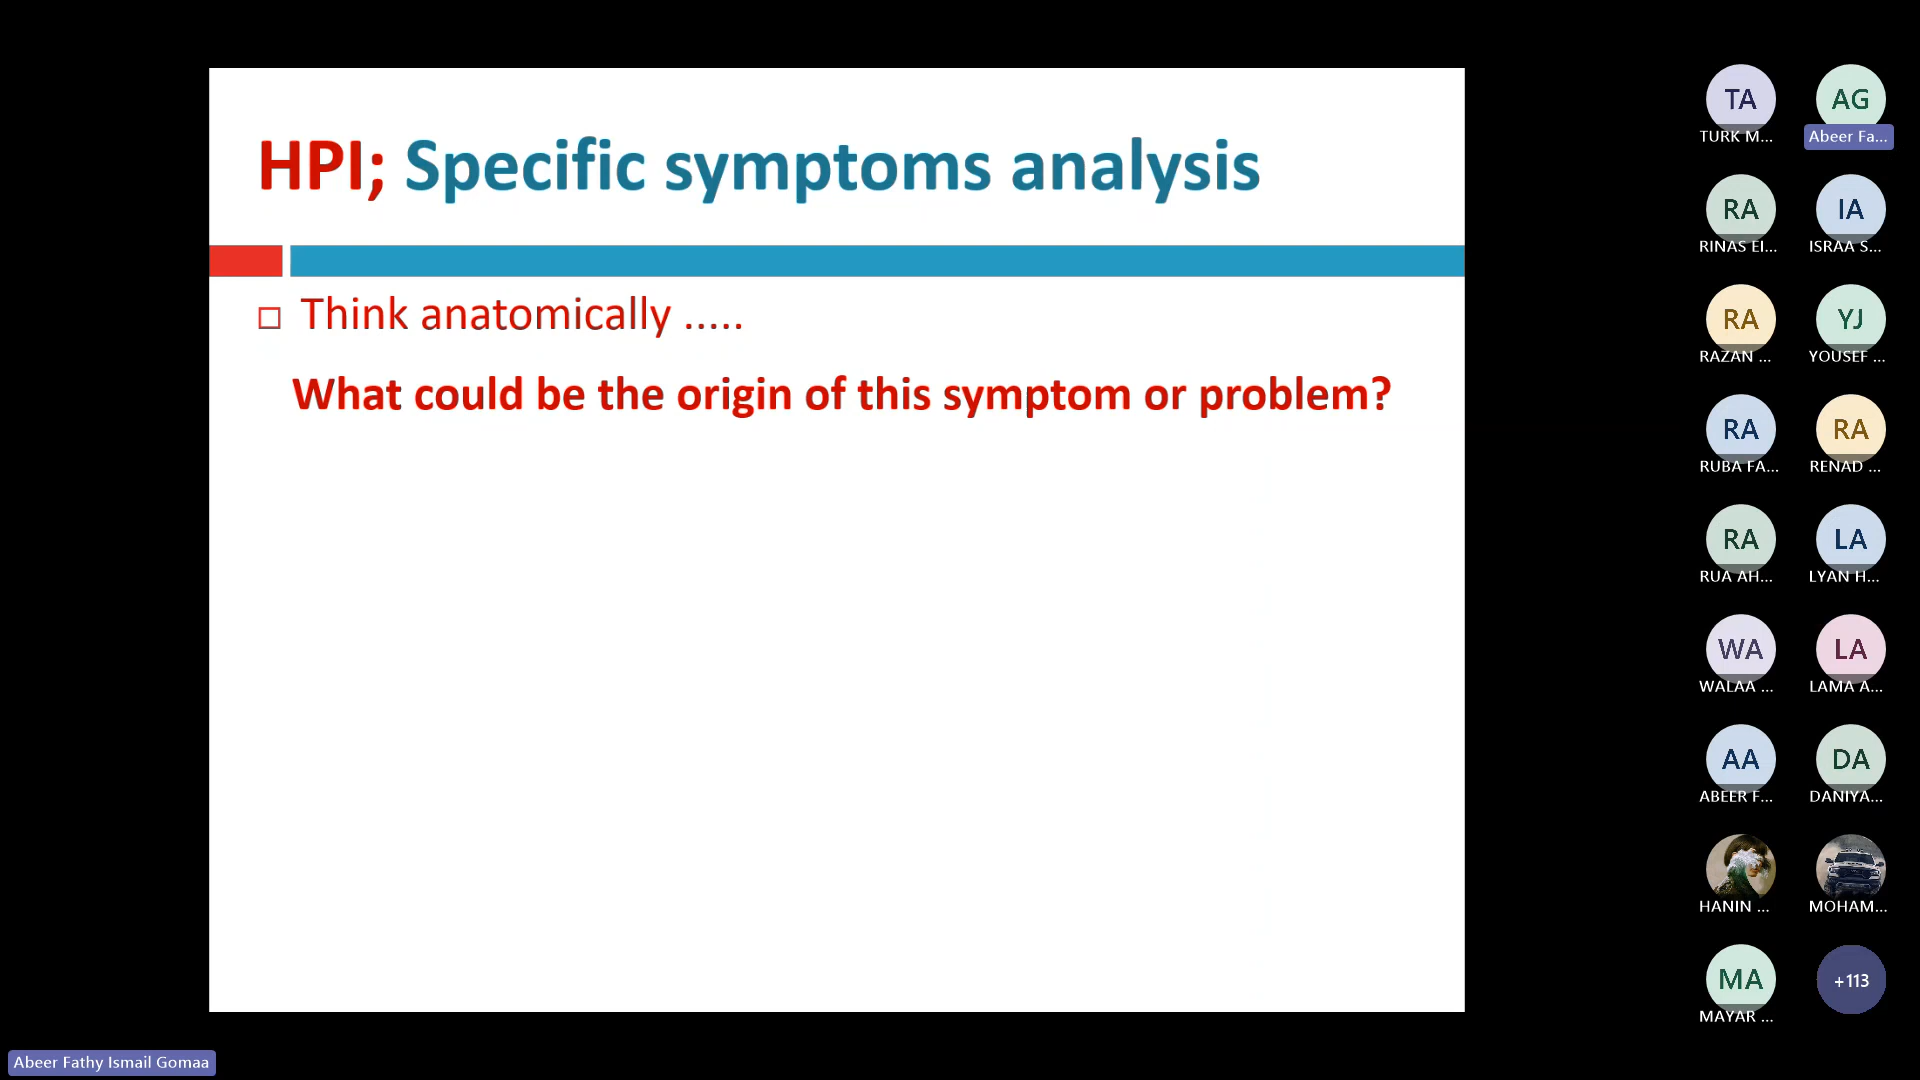 HPI; Specific symptoms analysis
Think anatomically .....
What could be the origin of this symptom or problem?
TA
TURK M...
AG
Abeer Fa...
RA
RINAS EI...
IA
ISRAA S...
RA
RAZAN ...
YJ
YOUSEF ...
RA
RUBA FA...
RA
RENAD ...
RA
RUA AH...
LA
LYAN H...
WA
WALAA ...
LA
LAMA A...
AA
ABEER F...
DA
DANIYA...
HANIN ...
MOHAM...
MA
MAYAR ...
+113
Abeer Fathy Ismail Gomaa